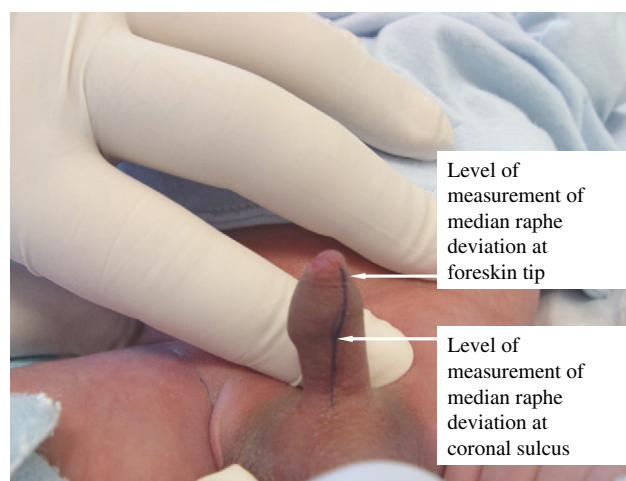 Level of
measurement of
median raphe
deviation at
foreskin tip
Level of
measurement of
median raphe
deviation at
coronal sulcus